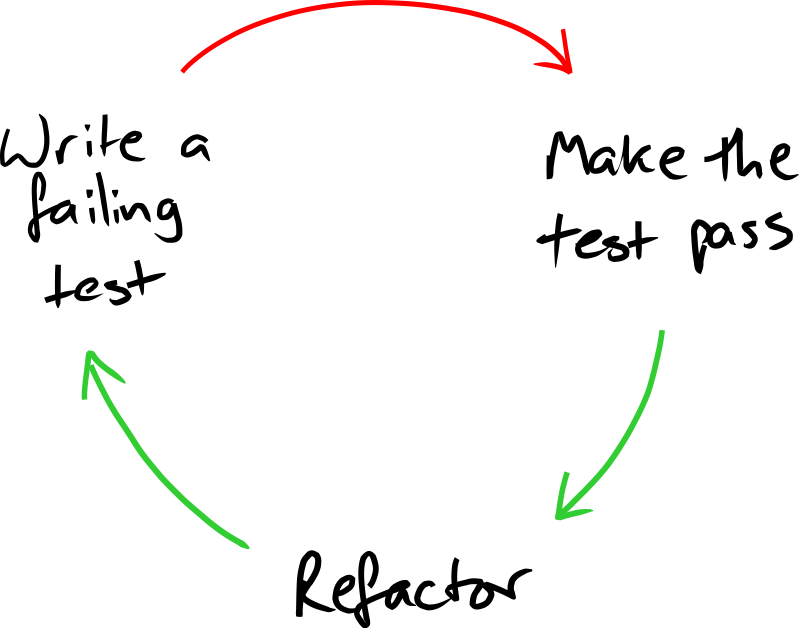 Write a
failing
test
Make the
test pass
Refactor